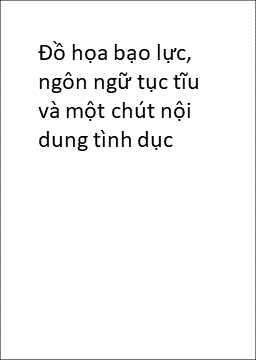 Đồ họa bạo lực,
ngôn ngữ tục tĩu
và một chút nội
dung tình dục